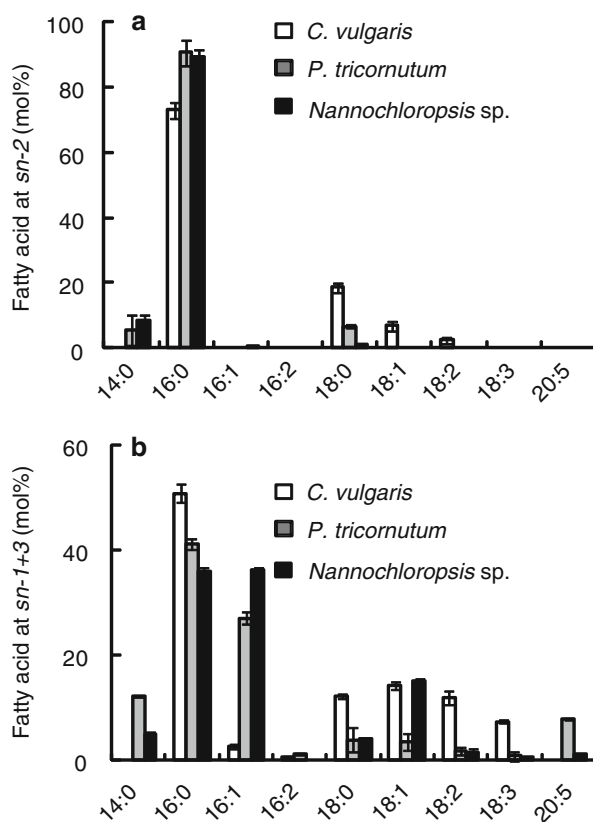 a
Fatty acid at sn-2 (mol%)
100
80
60
40
20
0
C. vulgaris
P. tricornutum
Nannochloropsis sp.
14:0
16:0
16:1
16:2
18:0
18:1
18:2
18:3
20:5
b
Fatty acid at sn-1+3 (mol%)
60
40
20
0
C. vulgaris
P. tricornutum
Nannochloropsis sp.
14:0
16:0
16:1
16:2
18:0
18:1
18:2
18:3
20:5